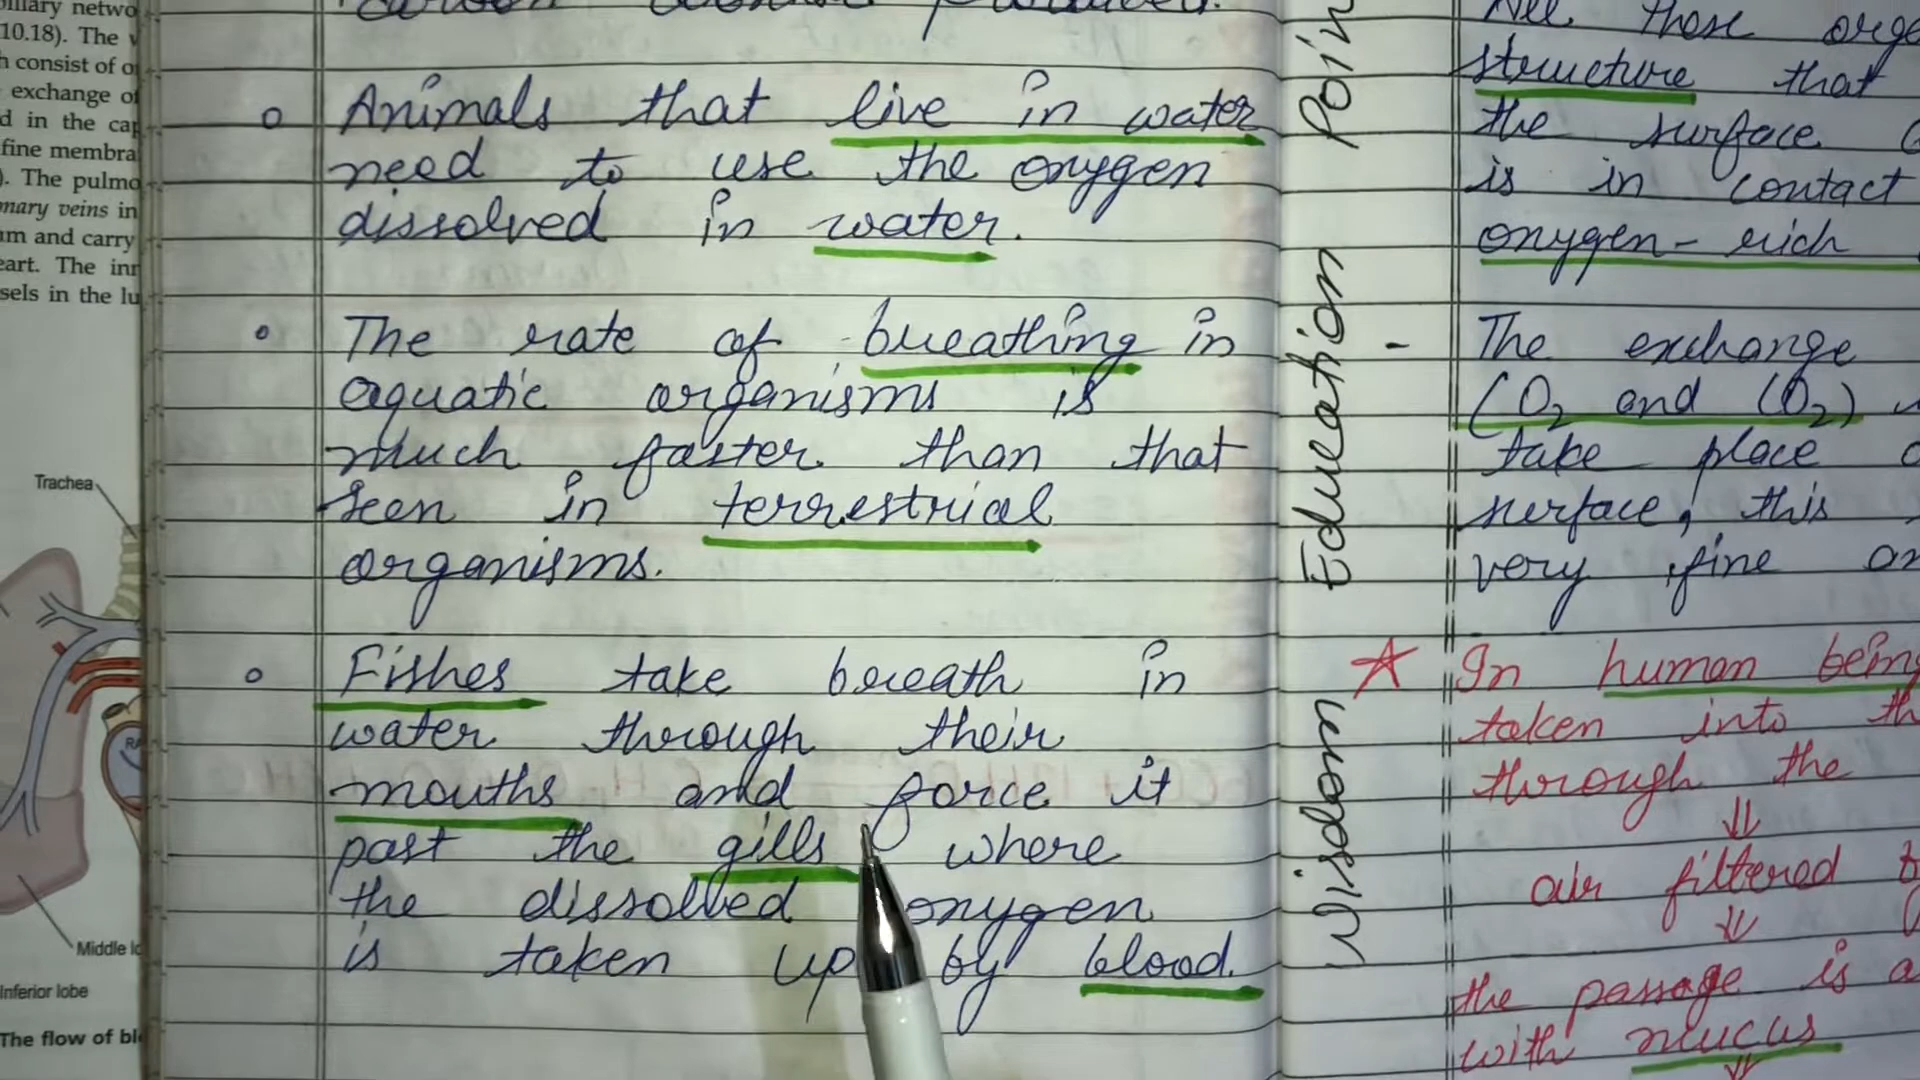 10.18). The
consist of
exchange of
d in the cap
fine membra
). The pulmo
mary veins in
um and carry
eart. The inn
sels in the lu
Trachea
RA
Middle lo
Inferior lobe
The flow of bl
Animals that live in water
need to use the oxygen
dissolved in water.
The rate of breathing in
aquatic organisms is
much faster than that
seen in terrestrial
organisms.
Fishes take breath in
water through their
mouths and force it
past the gills where
the dissolved oxygen
is taken up by blood.
Wisdom Education Poin
All these orga
structure that
the surface
is in contact
oxygen-rich
- The exchange
(O2 and CO2)
take place
surface, this
very fine an
In human being
taken into th
through the
⇓
air filtered
⇓
the passage is
with mucus